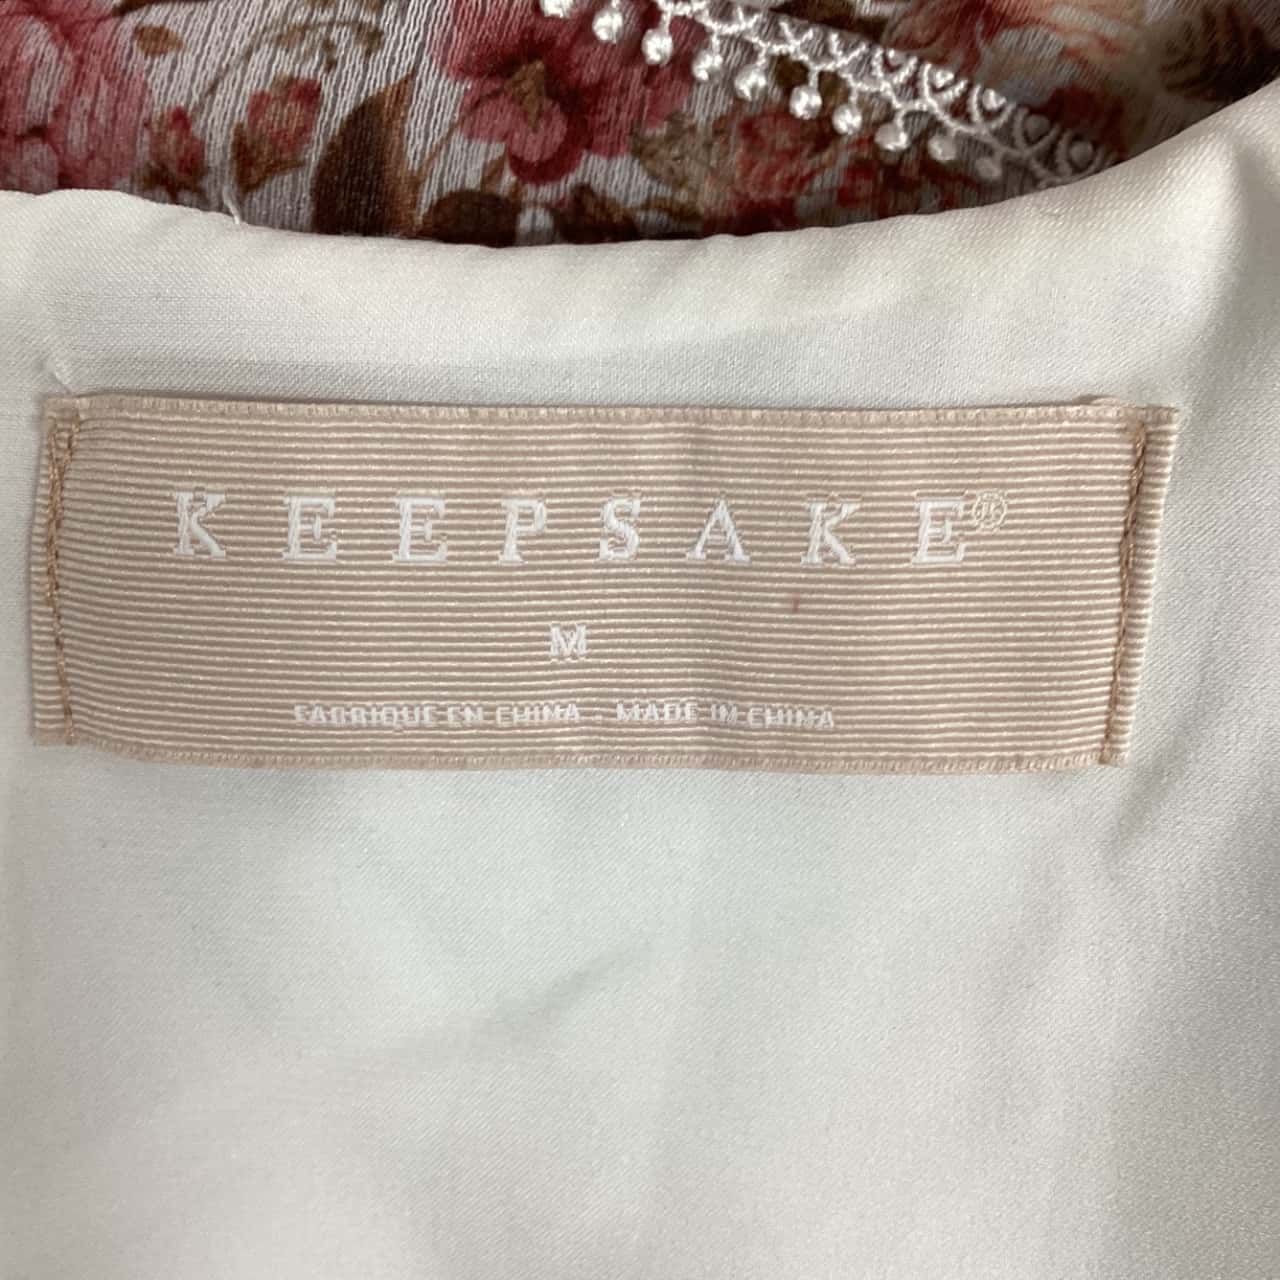 KEEPSAKE®
M
FABRIQUE EN CHINA - MADE IN CHINA